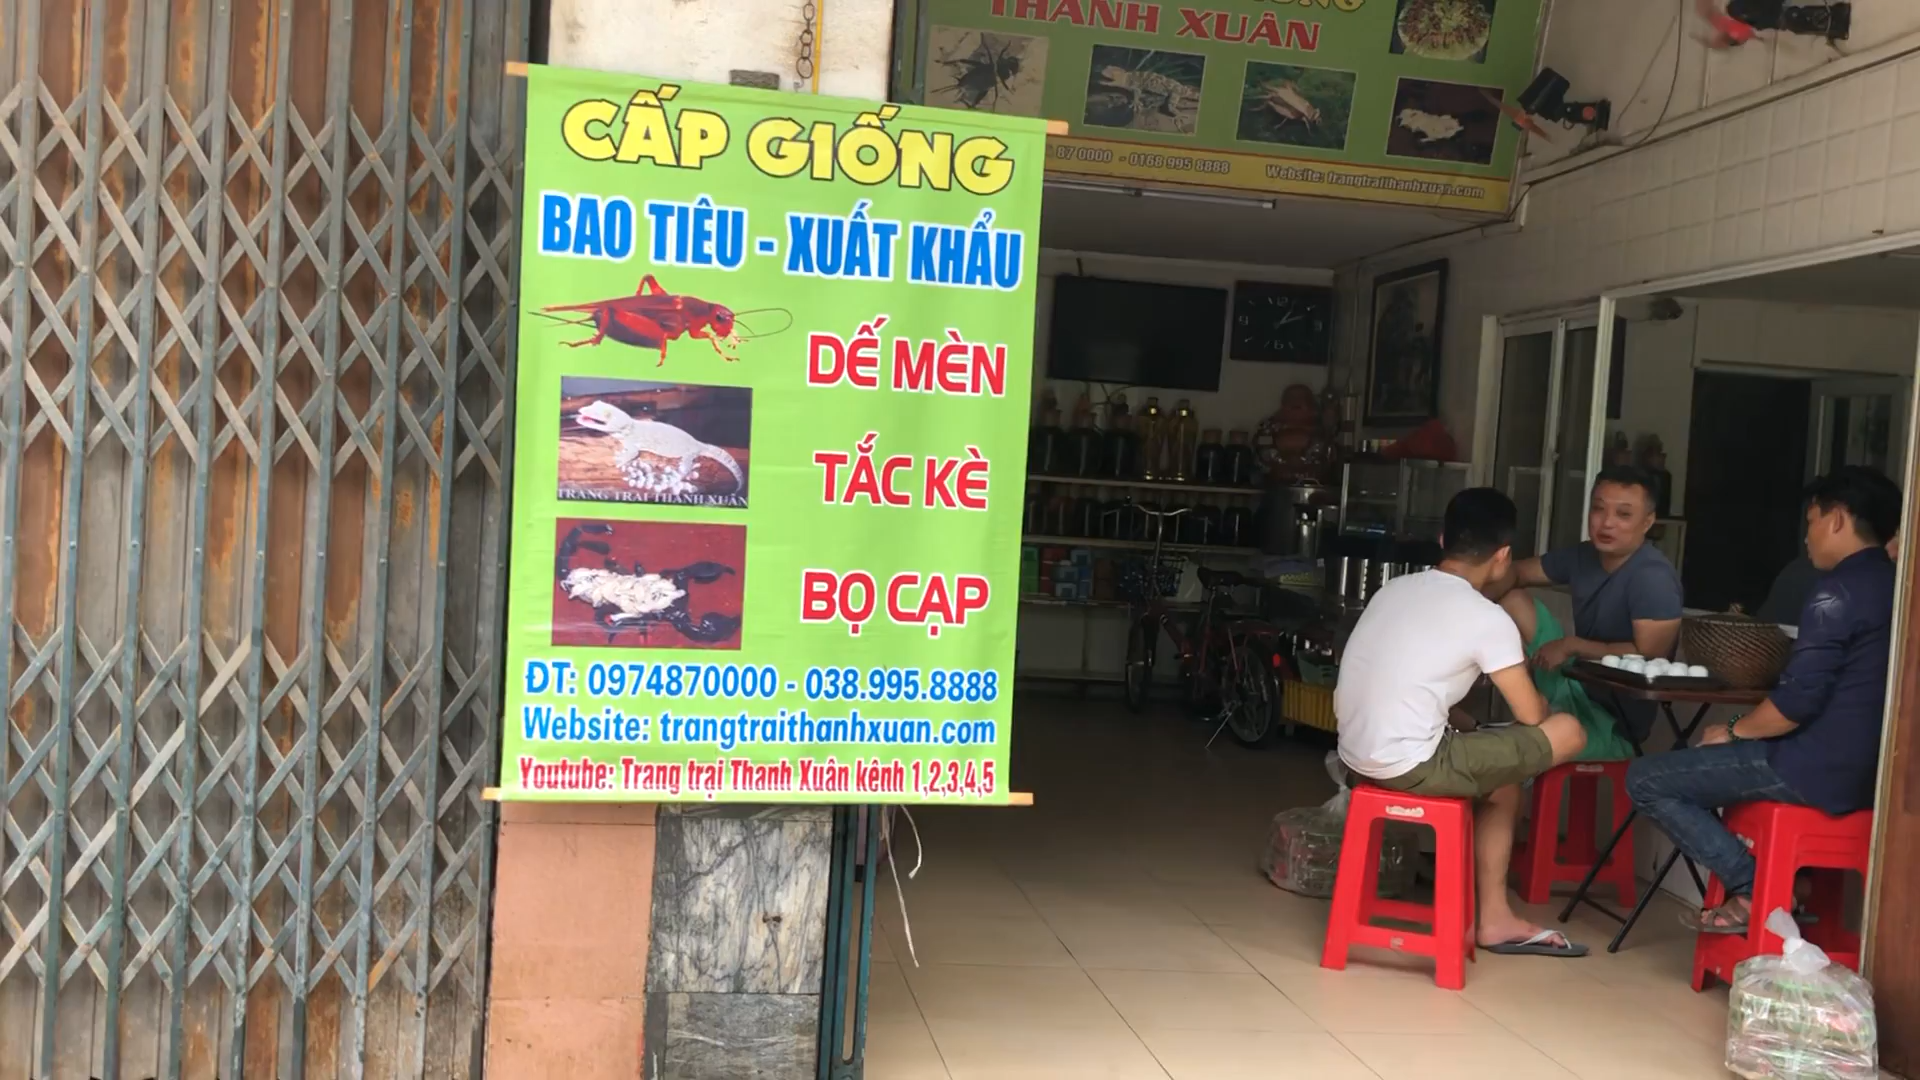 THANH XUÂN
87 0000 - 0168 995 8888
Website: trangtraithanhxuan.com
CẤP GIỐNG
BAO TIÊU - XUẤT KHẨU
DẾ MÈN
TẮC KÈ
TRANG TRẠI THANH XUÂN
BỌ CẠP
ĐT: 0974870000 - 038.995.8888
Website: trangtraithanhxuan.com
Youtube: Trang trại Thanh Xuân kênh 1,2,3,4,5